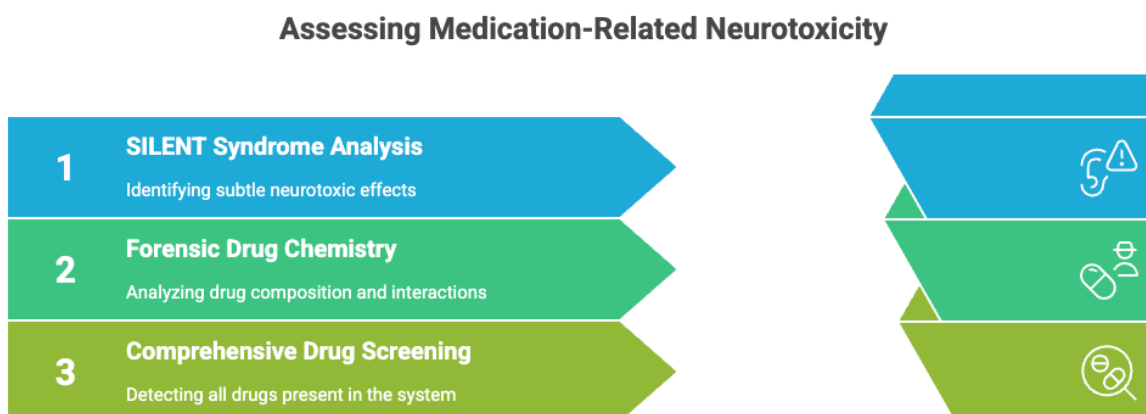 Assessing Medication-Related Neurotoxicity
1
SILENT Syndrome Analysis
Identifying subtle neurotoxic effects
2
Forensic Drug Chemistry
Analyzing drug composition and interactions
3
Comprehensive Drug Screening
Detecting all drugs present in the system